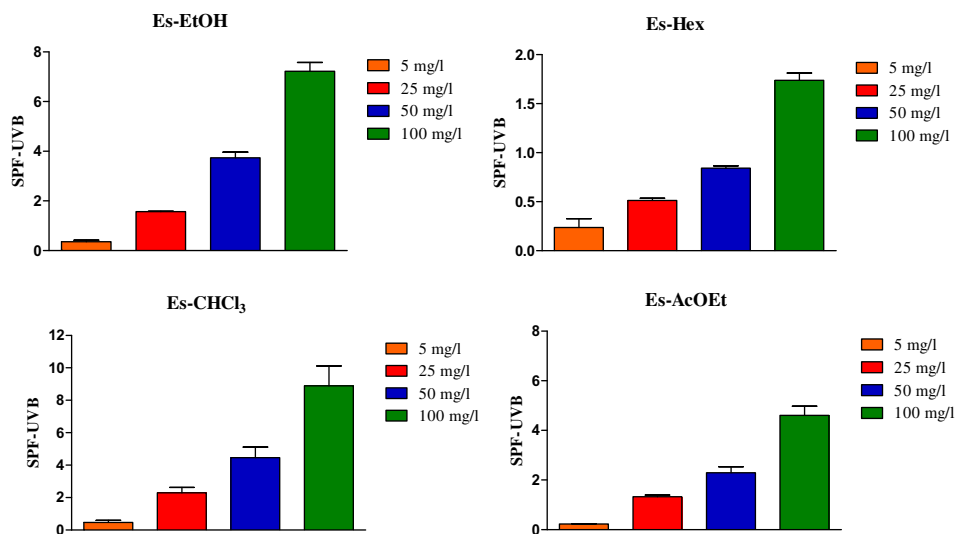 Es-EtOH
SPF-UVB
8
6
4
2
0
5 mg/l
25 mg/l
50 mg/l
100 mg/l
Es-Hex
SPF-UVB
2.0
1.5
1.0
0.5
0.0
5 mg/l
25 mg/l
50 mg/l
100 mg/l
Es-CHCl₃
SPF-UVB
12
10
8
6
4
2
0
5 mg/l
25 mg/l
50 mg/l
100 mg/l
Es-AcOEt
SPF-UVB
8
6
4
2
0
5 mg/l
25 mg/l
50 mg/l
100 mg/l